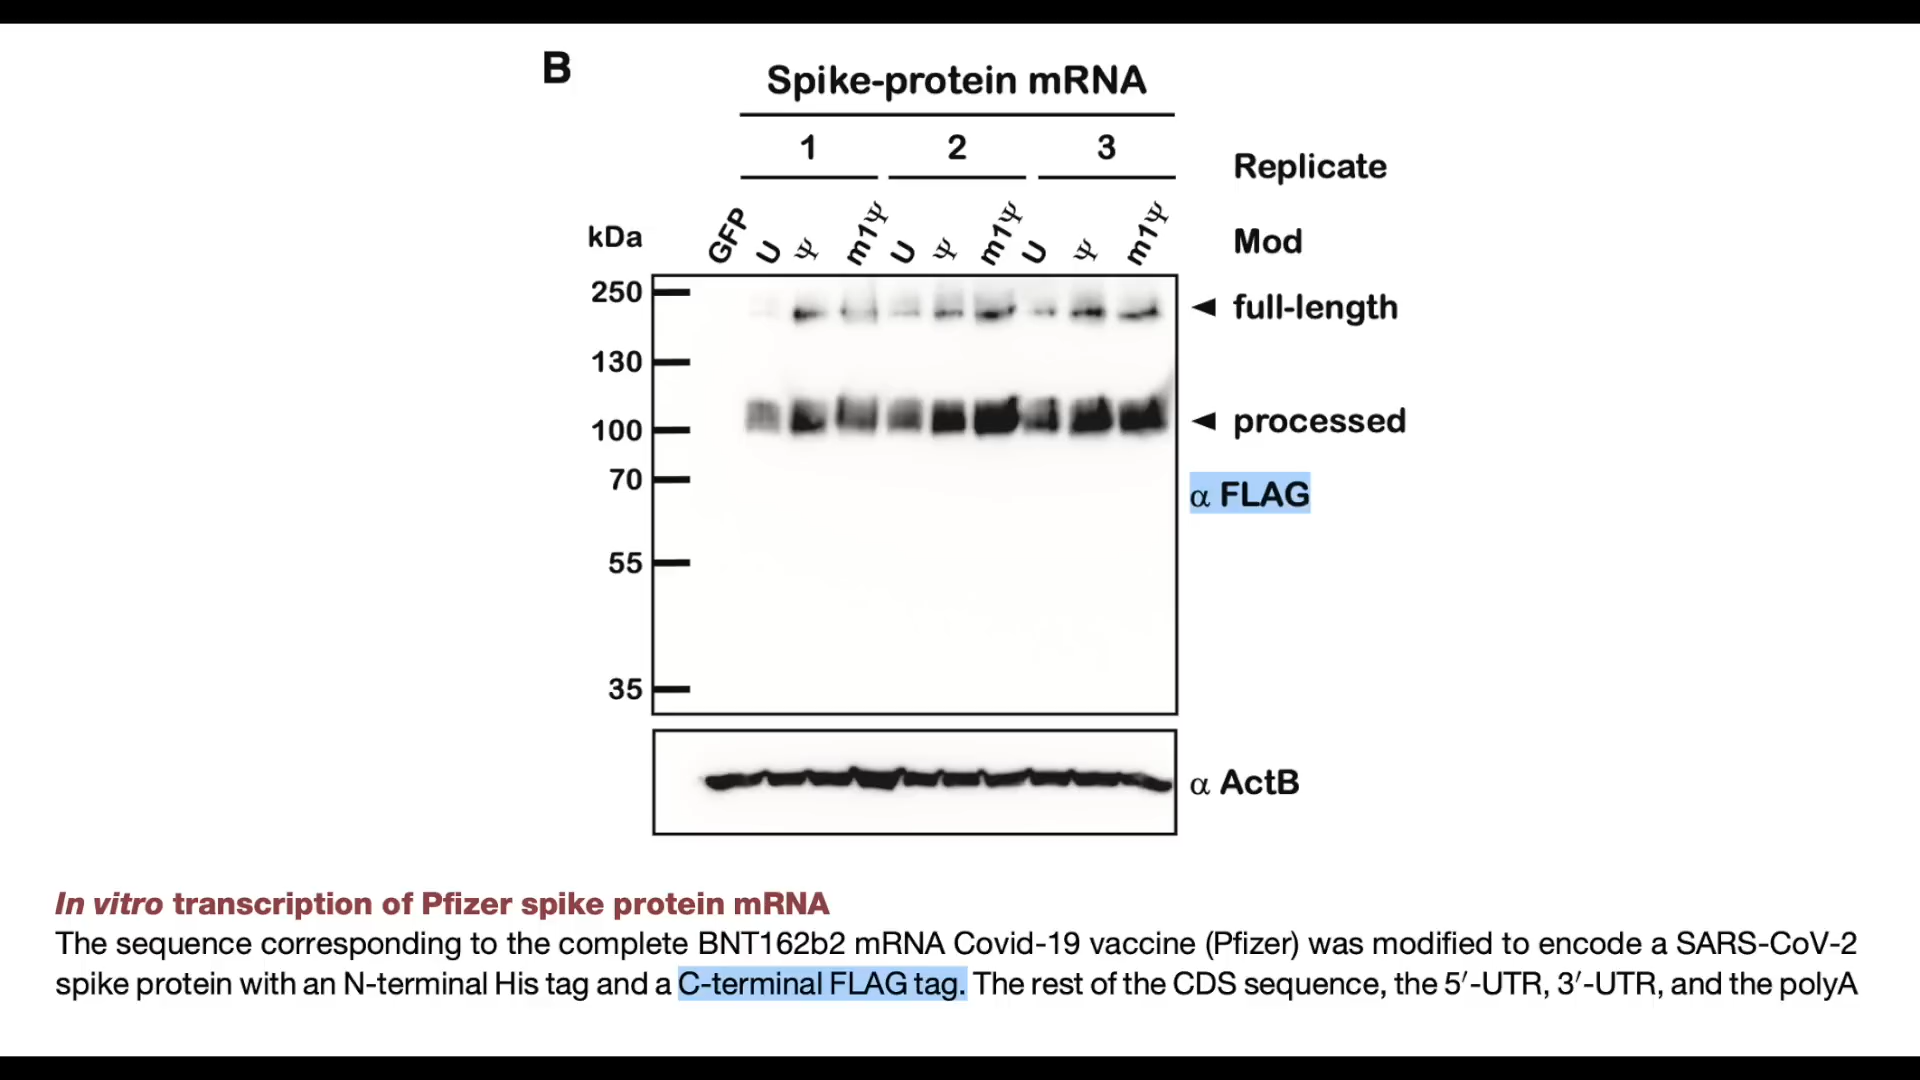 B
Spike-protein mRNA
1 2 3 Replicate
kDa GFP U Ψ m1Ψ U Ψ m1Ψ U Ψ m1Ψ Mod
250 full-length
130
100 processed
70
α FLAG
55
35
α ActB
In vitro transcription of Pfizer spike protein mRNA
The sequence corresponding to the complete BNT162b2 mRNA Covid-19 vaccine (Pfizer) was modified to encode a SARS-CoV-2
spike protein with an N-terminal His tag and a C-terminal FLAG tag. The rest of the CDS sequence, the 5′-UTR, 3′-UTR, and the polyA